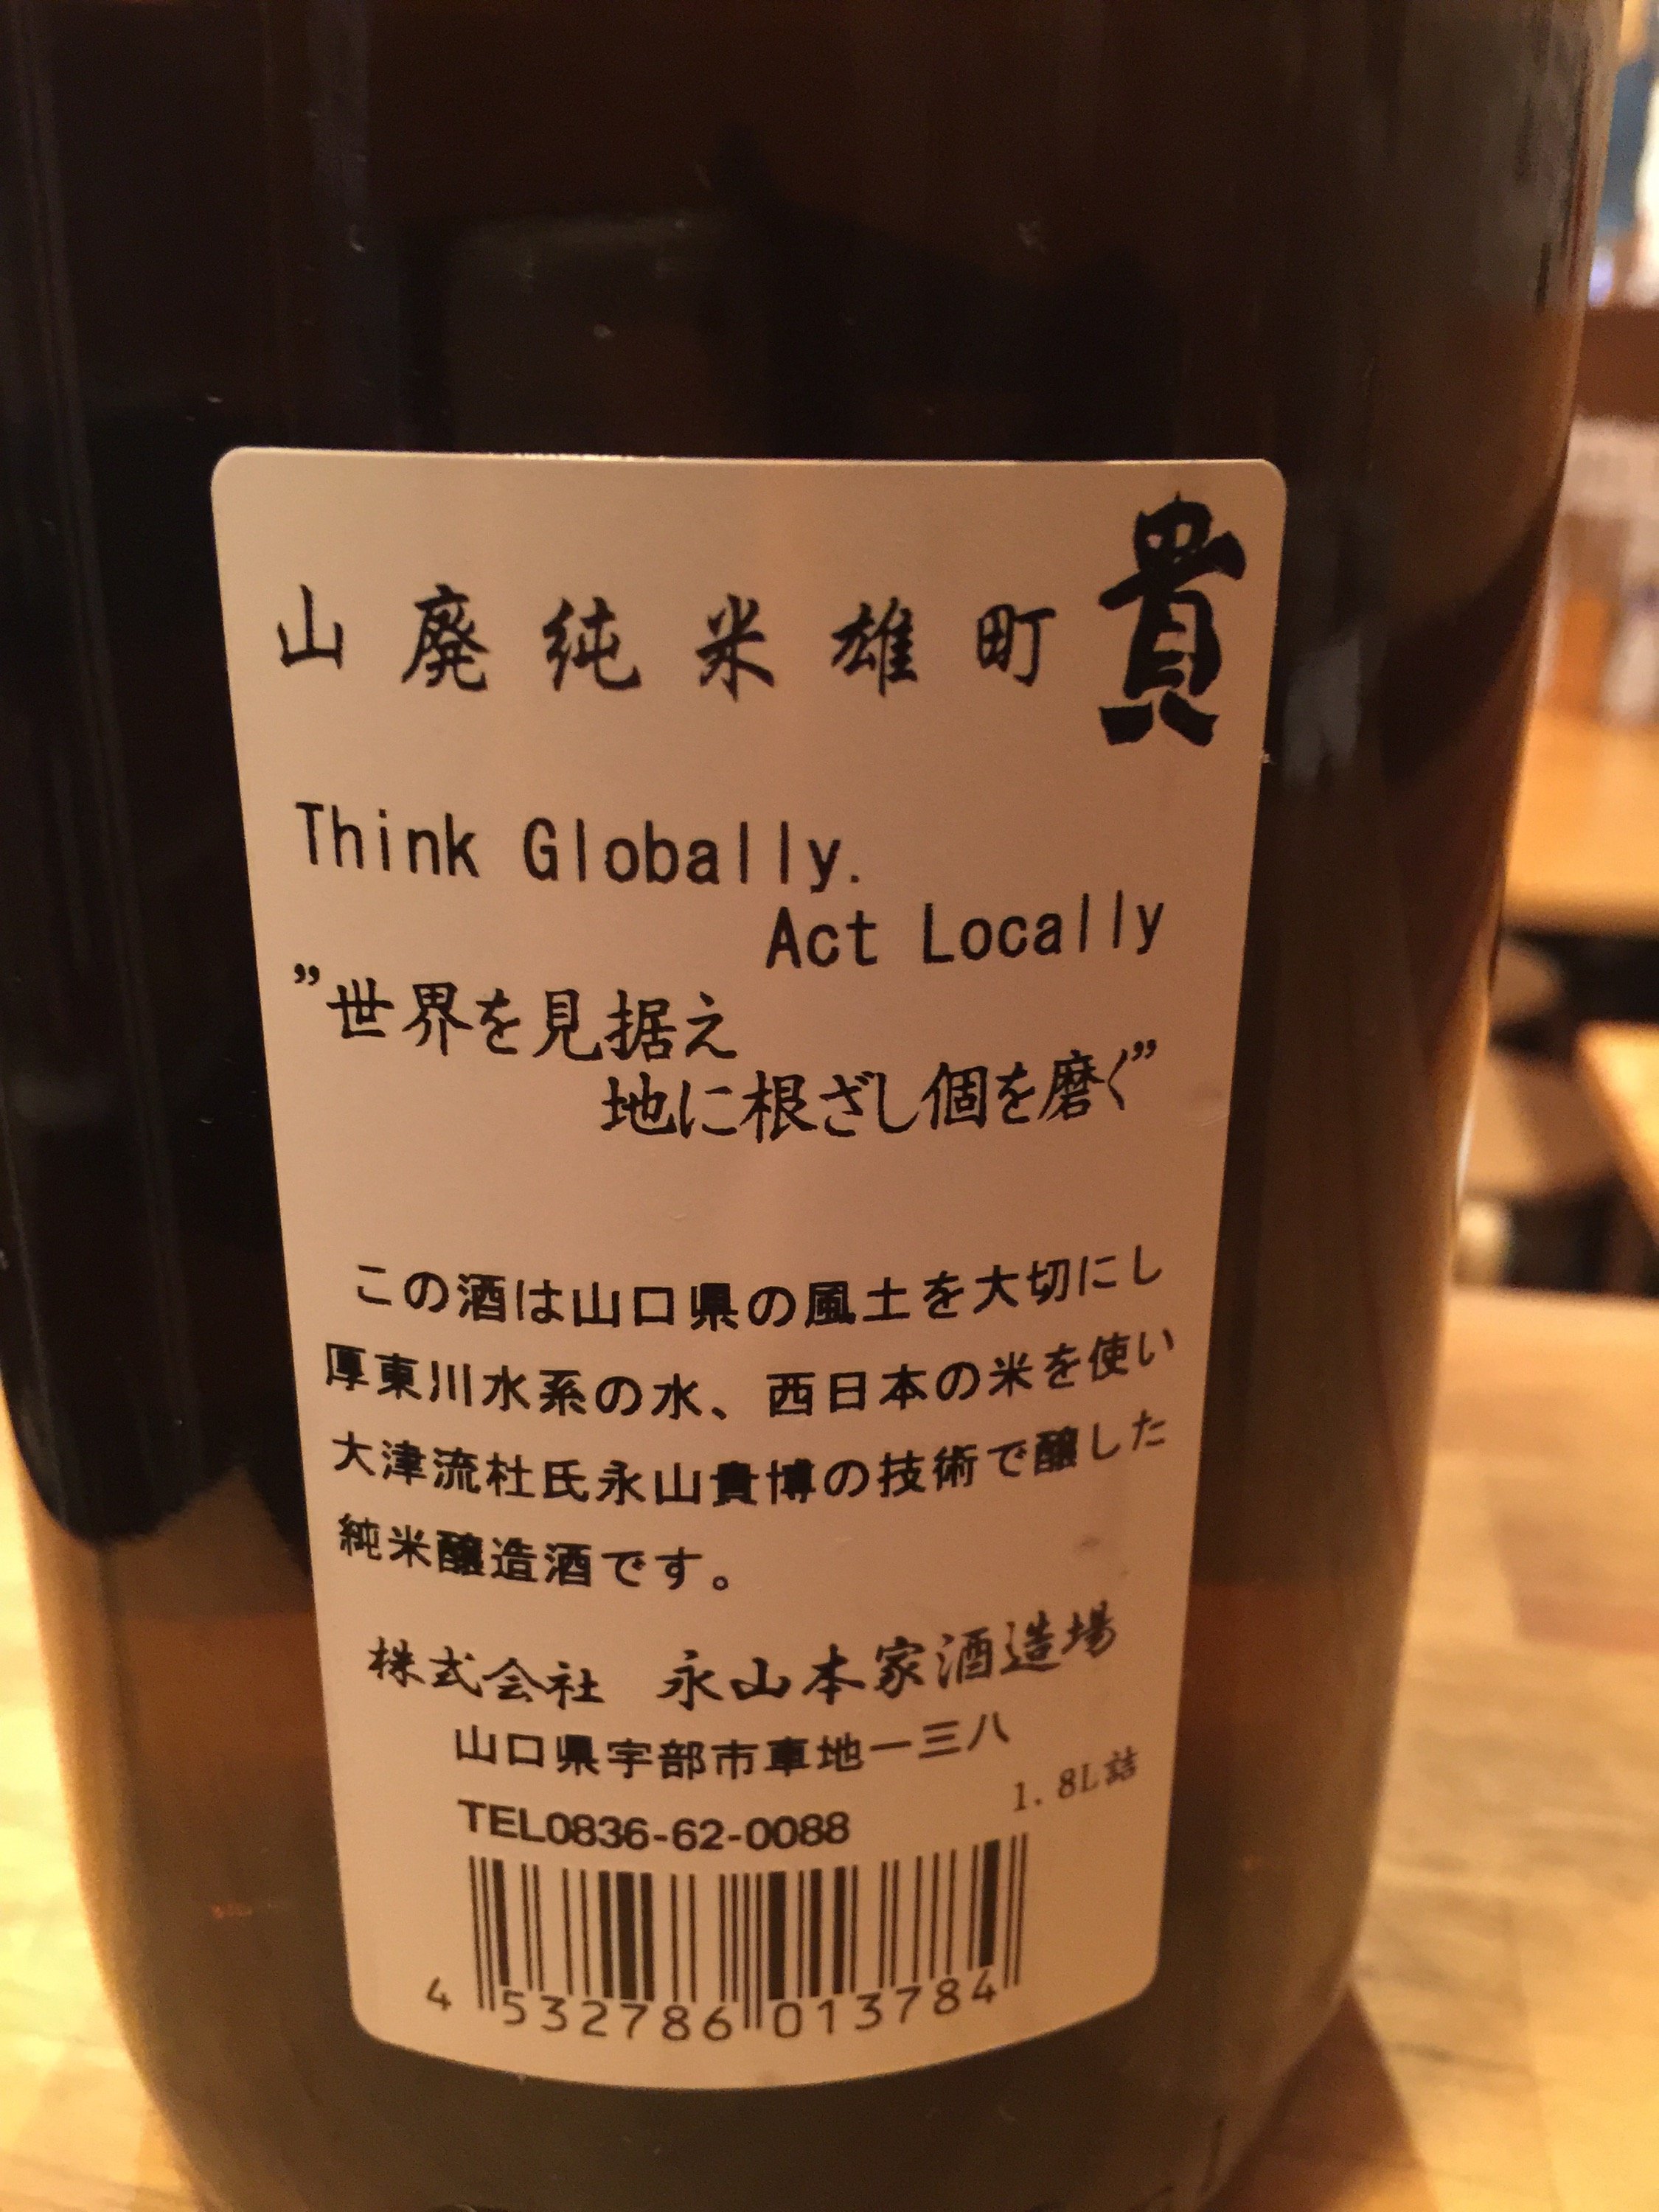 山廃純米雄町 貴
Think Globally.
Act Locally
”世界を見据え
地に根ざし個を磨く”
この酒は山口県の風土を大切にし
厚東川水系の水、西日本の米を使い
大津流杜氏永山貴博の技術で醸した
純米醸造酒です。
株式会社 永山本家酒造場
山口県宇部市車地一三八
1.8L詰
TEL0836-62-0088
4 532786 013784